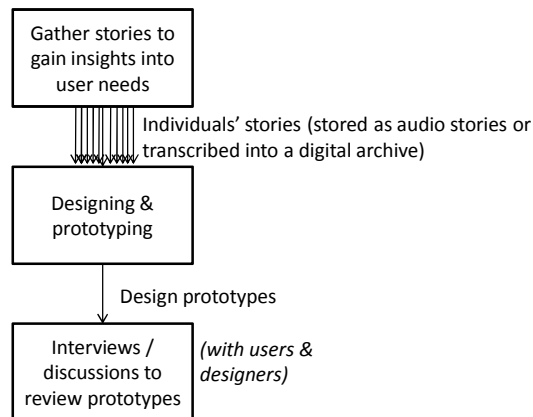 Gather stories to
gain insights into
user needs
Individuals’ stories (stored as audio stories or
transcribed into a digital archive)
Designing &
prototyping
Design prototypes
Interviews /
discussions to
review prototypes
(with users &
designers)